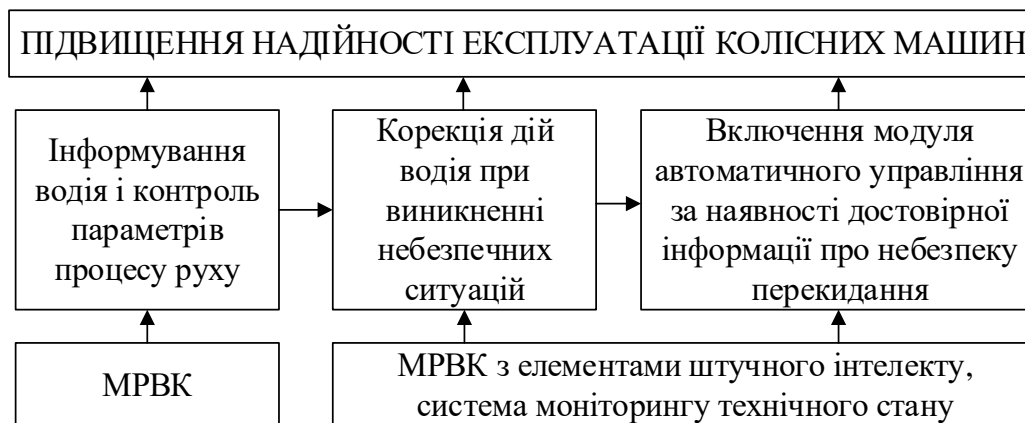 ПІДВИЩЕННЯ НАДІЙНОСТІ ЕКСПЛУАТАЦІЇ КОЛІСНИХ МАШИН
Інформування
водія і контроль
параметрів
процесу руху
Корекція дій
водія при
виникненні
небезпечних
ситуацій
Включення модуля
автоматичного управління
за наявності достовірної
інформації про небезпеку
перекидання
МРВК
МРВК з елементами штучного інтелекту,
система моніторингу технічного стану